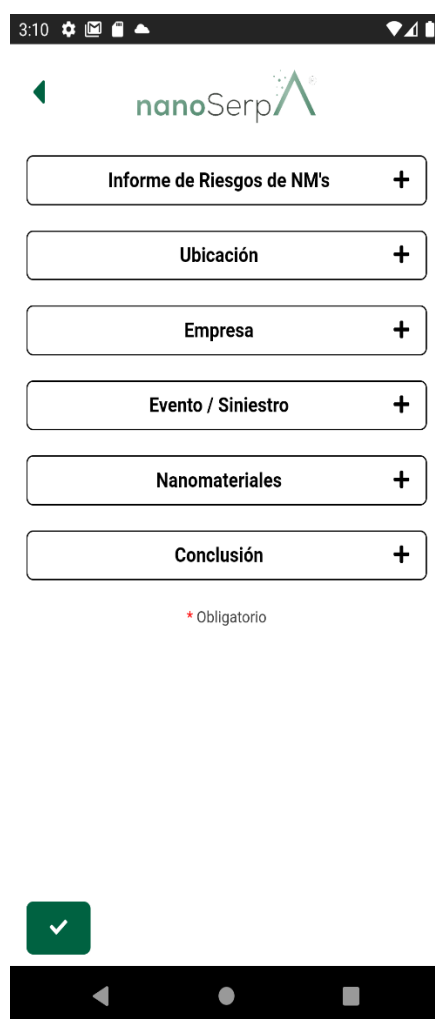 3:10
nanoSerpA
Informe de Riesgos de NM's
Ubicación
Empresa
Evento / Siniestro
Nanomateriales
Conclusión
* Obligatorio